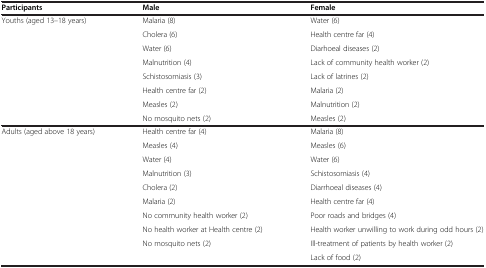 Participants Male Female
Youths (aged 13–18 years) Malaria (8) Water (6)
Cholera (6) Health centre far (4)
Water (6) Diarhoeal diseases (2)
Malnutrition (4) Lack of community health worker (2)
Schistosomiasis (3) Lack of latrines (2)
Health centre far (2) Malaria (2)
Measles (2) Malnutrition (2)
No mosquito nets (2) Measles (2)
Adults (aged above 18 years) Health centre far (4) Malaria (8)
Measles (4) Measles (6)
Water (4) Water (6)
Malnutrition (3) Schistosomiasis (4)
Cholera (2) Diarrhoeal diseases (4)
Malaria (2) Health centre far (4)
No community health worker (2) Poor roads and bridges (4)
No health worker at Health centre (2) Health worker unwilling to work during odd hours (2)
No mosquito nets (2) Ill-treatment of patients by health worker (2)
Lack of food (2)